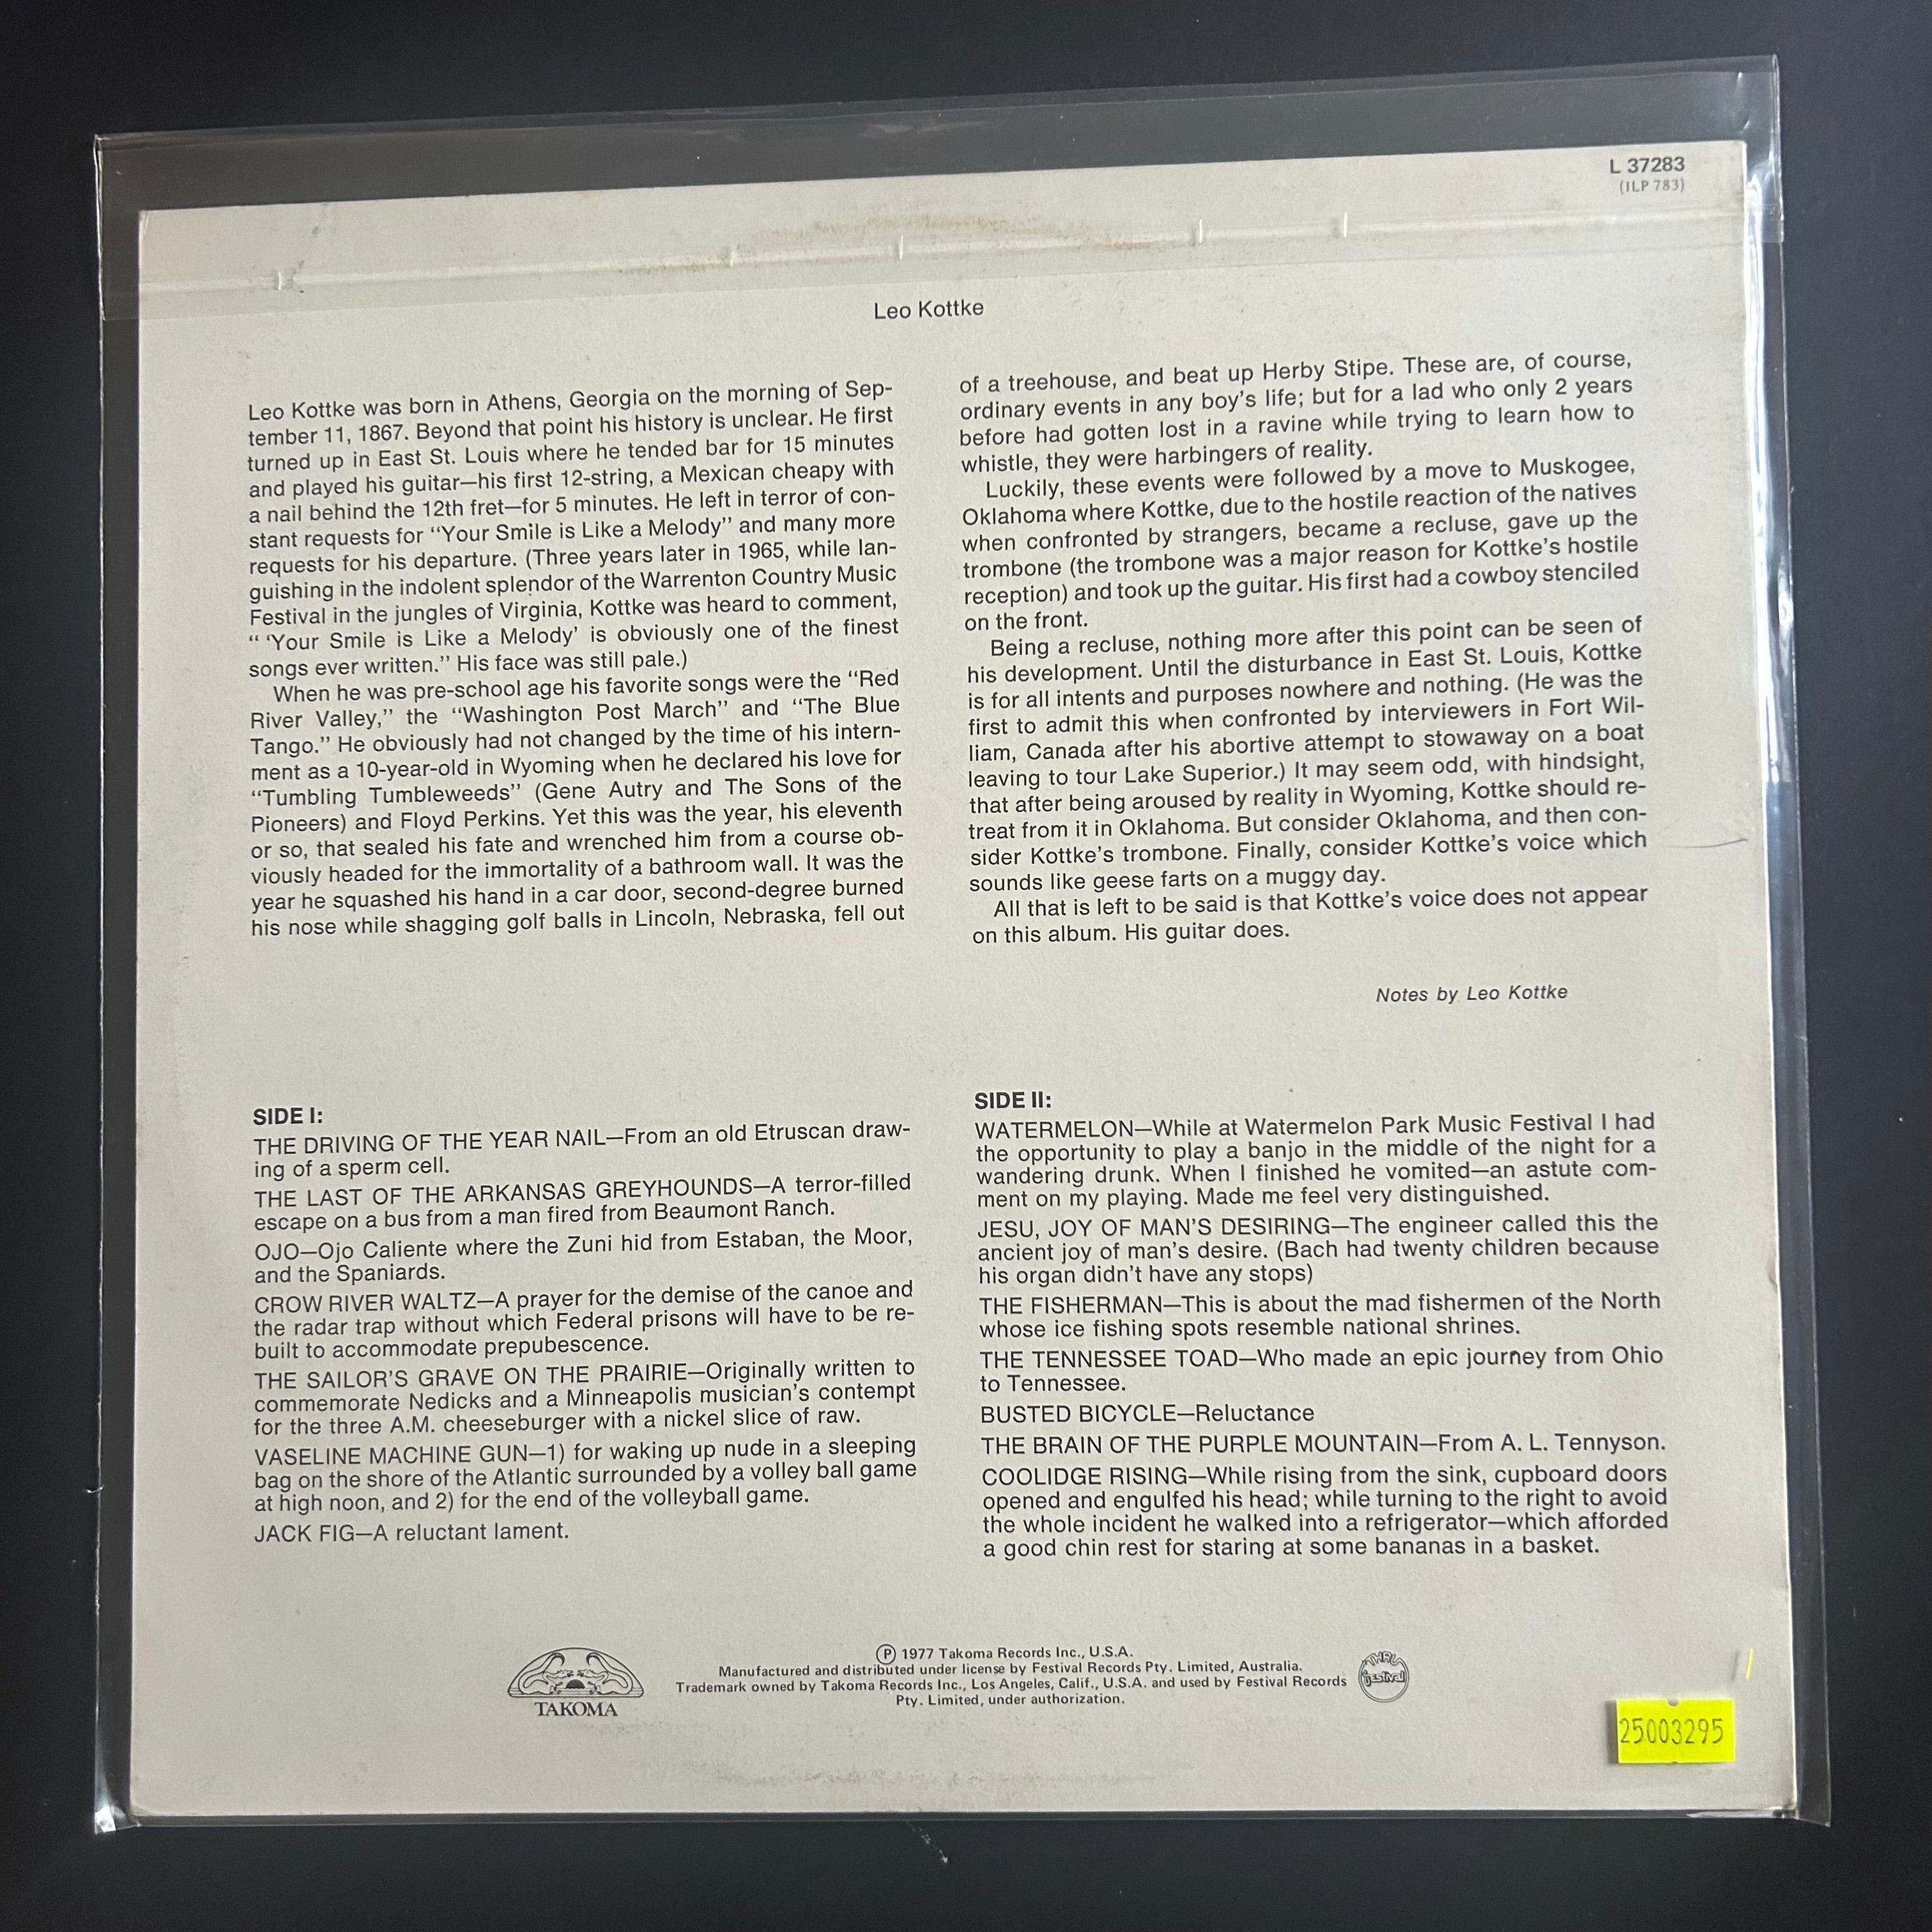 L 37283
(ILP 783)
Leo Kottke
Leo Kottke was born in Athens, Georgia on the morning of Sep-
tember 11, 1867. Beyond that point his history is unclear. He first
turned up in East St. Louis where he tended bar for 15 minutes
and played his guitar—his first 12-string, a Mexican cheapy with
a nail behind the 12th fret—for 5 minutes. He left in terror of con-
stant requests for “Your Smile is Like a Melody” and many more
requests for his departure. (Three years later in 1965, while lan-
guishing in the indolent splendor of the Warrenton Country Music
Festival in the jungles of Virginia, Kottke was heard to comment,
“ ‘Your Smile is Like a Melody’ is obviously one of the finest
songs ever written.” His face was still pale.)
When he was pre-school age his favorite songs were the “Red
River Valley,” the “Washington Post March” and “The Blue
Tango.” He obviously had not changed by the time of his intern-
ment as a 10-year-old in Wyoming when he declared his love for
“Tumbling Tumbleweeds” (Gene Autry and The Sons of the
Pioneers) and Floyd Perkins. Yet this was the year, his eleventh
or so, that sealed his fate and wrenched him from a course ob-
viously headed for the immortality of a bathroom wall. It was the
year he squashed his hand in a car door, second-degree burned
his nose while shagging golf balls in Lincoln, Nebraska, fell out
of a treehouse, and beat up Herby Stipe. These are, of course,
ordinary events in any boy’s life; but for a lad who only 2 years
before had gotten lost in a ravine while trying to learn how to
whistle, they were harbingers of reality.
Luckily, these events were followed by a move to Muskogee,
Oklahoma where Kottke, due to the hostile reaction of the natives
when confronted by strangers, became a recluse, gave up the
trombone (the trombone was a major reason for Kottke’s hostile
reception) and took up the guitar. His first had a cowboy stenciled
on the front.
Being a recluse, nothing more after this point can be seen of
his development. Until the disturbance in East St. Louis, Kottke
is for all intents and purposes nowhere and nothing. (He was the
first to admit this when confronted by interviewers in Fort Wil-
liam, Canada after his abortive attempt to stowaway on a boat
leaving to tour Lake Superior.) It may seem odd, with hindsight,
that after being aroused by reality in Wyoming, Kottke should re-
treat from it in Oklahoma. But consider Oklahoma, and then con-
sider Kottke’s trombone. Finally, consider Kottke’s voice which
sounds like geese farts on a muggy day.
All that is left to be said is that Kottke’s voice does not appear
on this album. His guitar does.
Notes by Leo Kottke
SIDE I:
THE DRIVING OF THE YEAR NAIL—From an old Etruscan draw-
ing of a sperm cell.
THE LAST OF THE ARKANSAS GREYHOUNDS—A terror-filled
escape on a bus from a man fired from Beaumont Ranch.
OJO—Ojo Caliente where the Zuni hid from Estaban, the Moor,
and the Spaniards.
CROW RIVER WALTZ—A prayer for the demise of the canoe and
the radar trap without which Federal prisons will have to be re-
built to accommodate prepubescence.
THE SAILOR’S GRAVE ON THE PRAIRIE—Originally written to
commemorate Nedicks and a Minneapolis musician’s contempt
for the three A.M. cheeseburger with a nickel slice of raw.
VASELINE MACHINE GUN—1) for waking up nude in a sleeping
bag on the shore of the Atlantic surrounded by a volley ball game
at high noon, and 2) for the end of the volleyball game.
JACK FIG—A reluctant lament.
SIDE II:
WATERMELON—While at Watermelon Park Music Festival I had
the opportunity to play a banjo in the middle of the night for a
wandering drunk. When I finished he vomited—an astute com-
ment on my playing. Made me feel very distinguished.
JESU, JOY OF MAN’S DESIRING—The engineer called this the
ancient joy of man’s desire. (Bach had twenty children because
his organ didn’t have any stops)
THE FISHERMAN—This is about the mad fishermen of the North
whose ice fishing spots resemble national shrines.
THE TENNESSEE TOAD—Who made an epic journey from Ohio
to Tennessee.
BUSTED BICYCLE—Reluctance
THE BRAIN OF THE PURPLE MOUNTAIN—From A. L. Tennyson.
COOLIDGE RISING—While rising from the sink, cupboard doors
opened and engulfed his head; while turning to the right to avoid
the whole incident he walked into a refrigerator—which afforded
a good chin rest for staring at some bananas in a basket.
TAKOMA
Ⓟ 1977 Takoma Records Inc., U.S.A.
Manufactured and distributed under license by Festival Records Pty. Limited, Australia.
Trademark owned by Takoma Records Inc., Los Angeles, Calif., U.S.A. and used by Festival Records
Pty. Limited, under authorization.
THRU
FESTIVAL
25003295